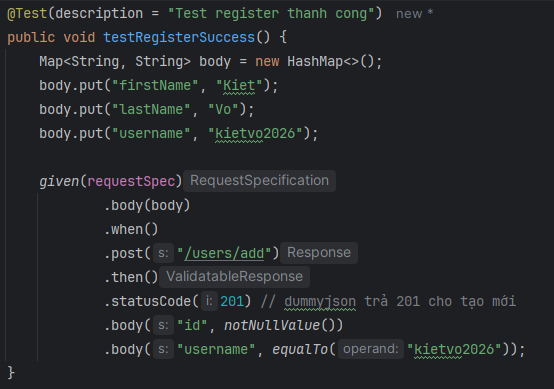 @Test(description = "Test register thanh cong") new *
public void testRegisterSuccess() {
Map<String, String> body = new HashMap<>();
body.put("firstName", "Kiet");
body.put("lastName", "Vo");
body.put("username", "kietvo2026");
given(requestSpec) RequestSpecification
.body(body)
.when()
.post( s: "/users/add") Response
.then() ValidatableResponse
.statusCode( i: 201) // dummyjson trả 201 cho tạo mới
.body( s: "id", notNullValue())
.body( s: "username", equalTo( operand: "kietvo2026"));
}